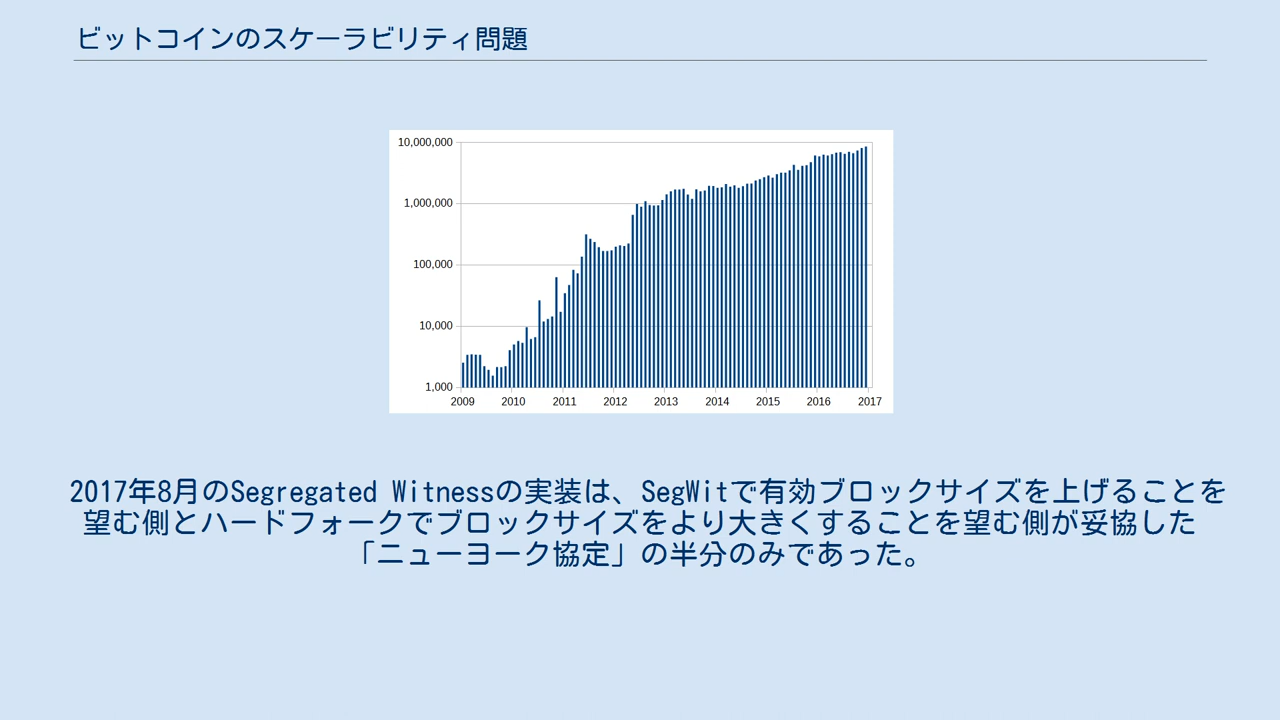 ビットコインのスケーラビリティ問題
10,000,000
1,000,000
100,000
10,000
1,000
2009 2010 2011 2012 2013 2014 2015 2016 2017
2017年8月のSegregated Witnessの実装は、SegWitで有効ブロックサイズを上げることを
望む側とハードフォークでブロックサイズをより大きくすることを望む側が妥協した
「ニューヨーク協定」の半分のみであった。